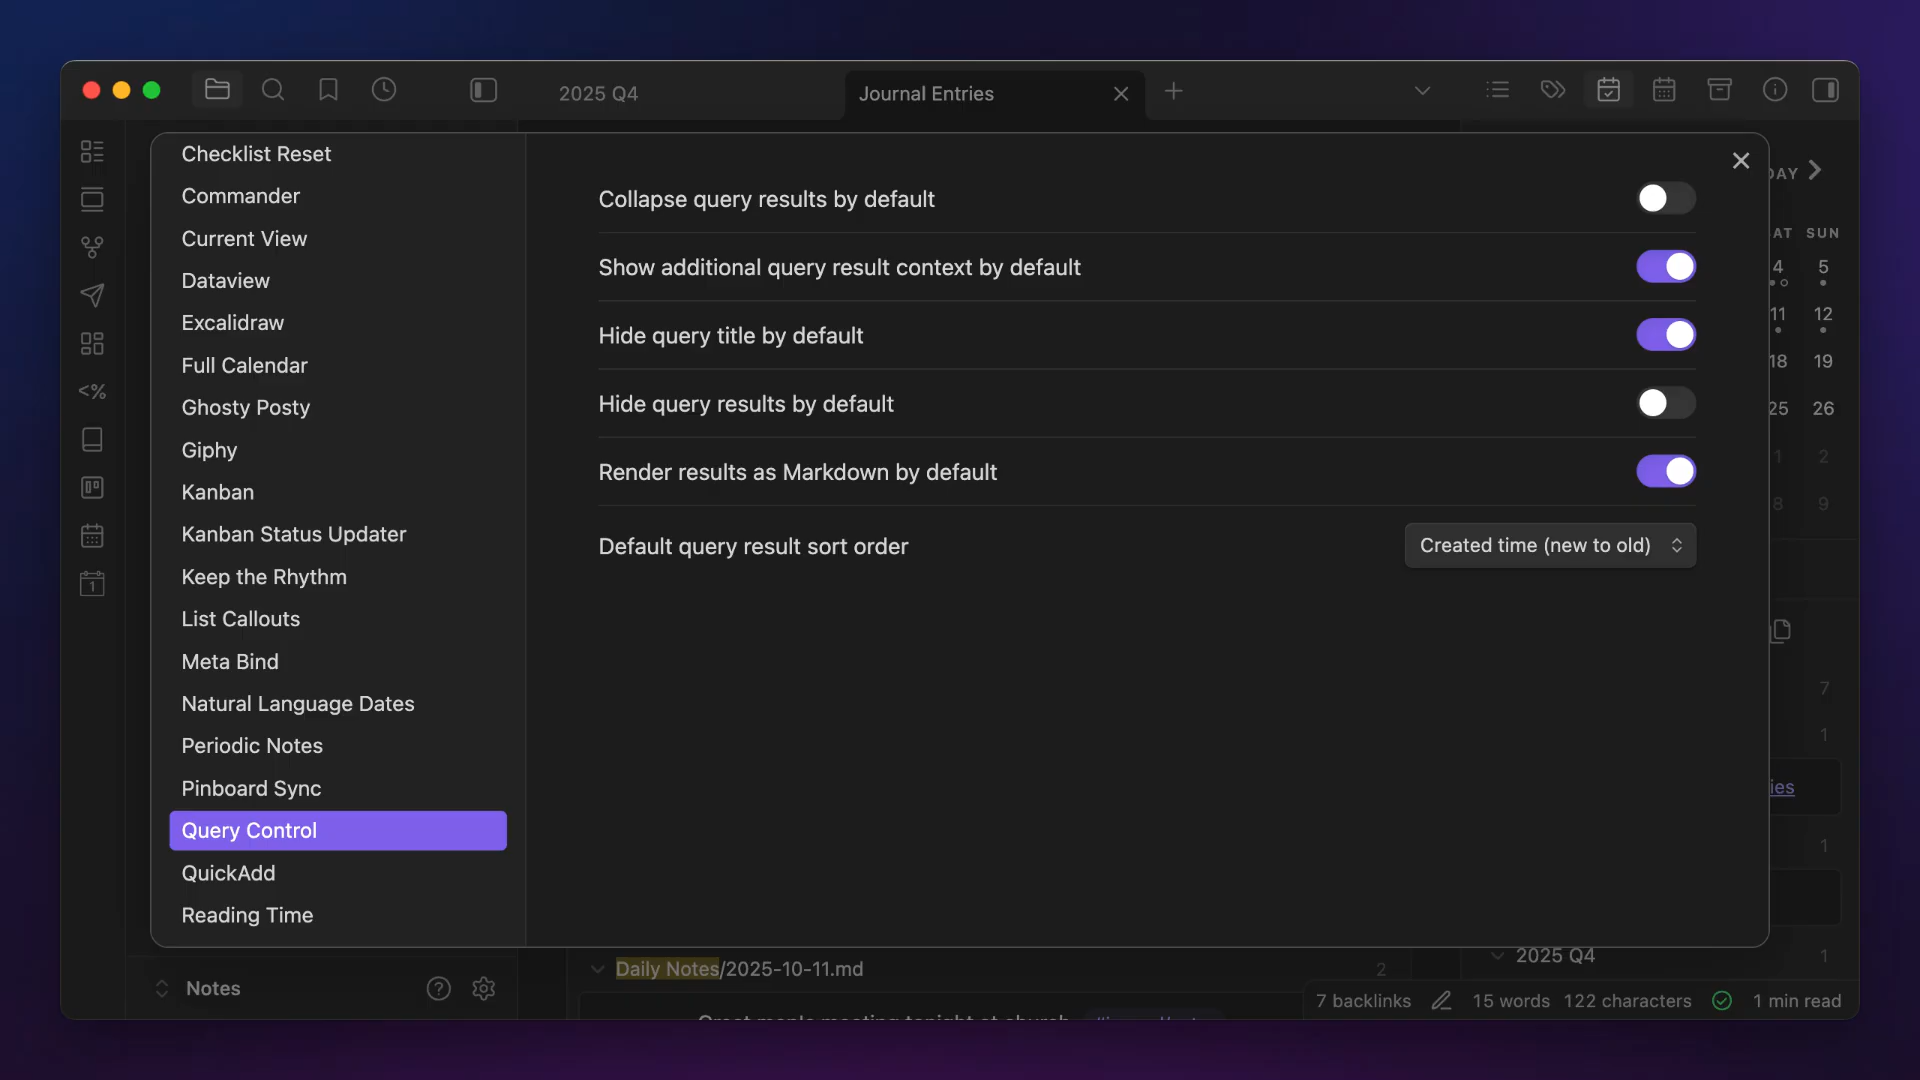 2025 Q4
Journal Entries
Checklist Reset
Commander
Current View
Dataview
Excalidraw
Full Calendar
Ghosty Posty
Giphy
Kanban
Kanban Status Updater
Keep the Rhythm
List Callouts
Meta Bind
Natural Language Dates
Periodic Notes
Pinboard Sync
Query Control
QuickAdd
Reading Time
Collapse query results by default
Show additional query result context by default
Hide query title by default
Hide query results by default
Render results as Markdown by default
Default query result sort order
Created time (new to old)
DAY
AT SUN
4 5
11 12
18 19
25 26
1 2
8 9
<%
1
7
1
ies
1
2025 Q4 1
Notes
Daily Notes/2025-10-11.md 2
7 backlinks 15 words 122 characters 1 min read